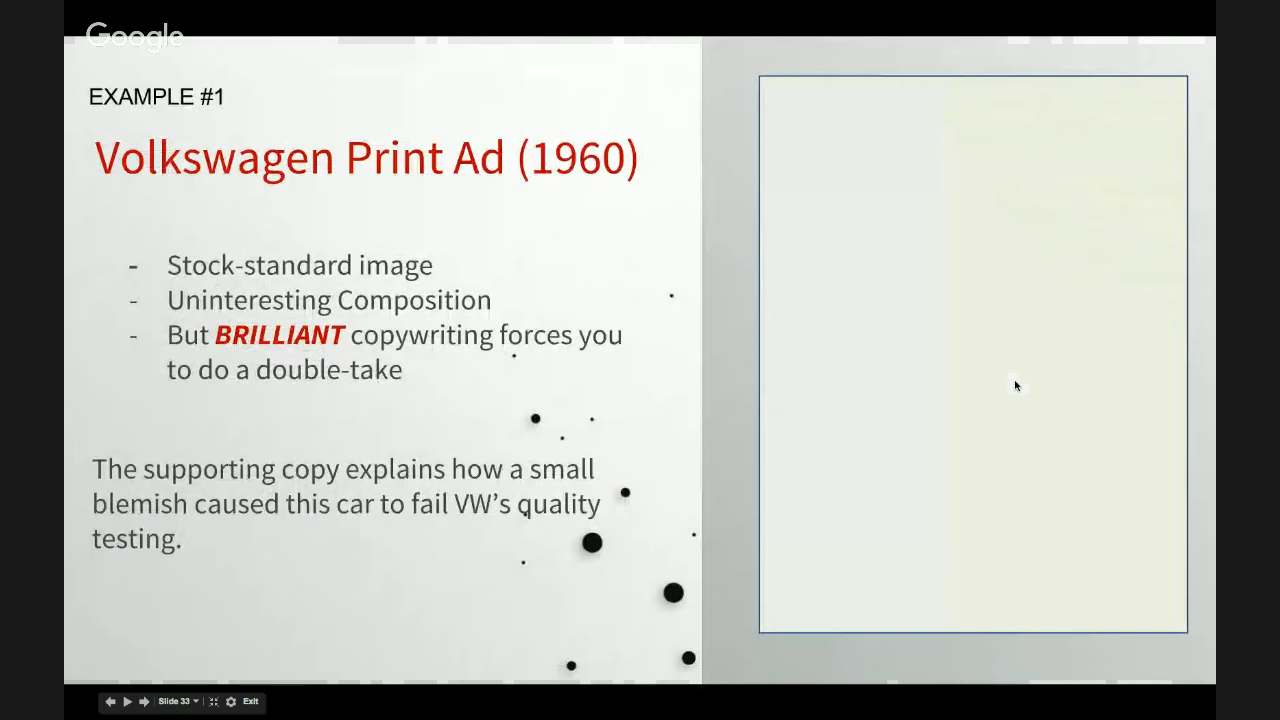 Google
EXAMPLE #1
Volkswagen Print Ad (1960)
- Stock-standard image
- Uninteresting Composition
- But BRILLIANT copywriting forces you
to do a double-take
The supporting copy explains how a small
blemish caused this car to fail VW’s quality
testing.
Slide 33
Exit